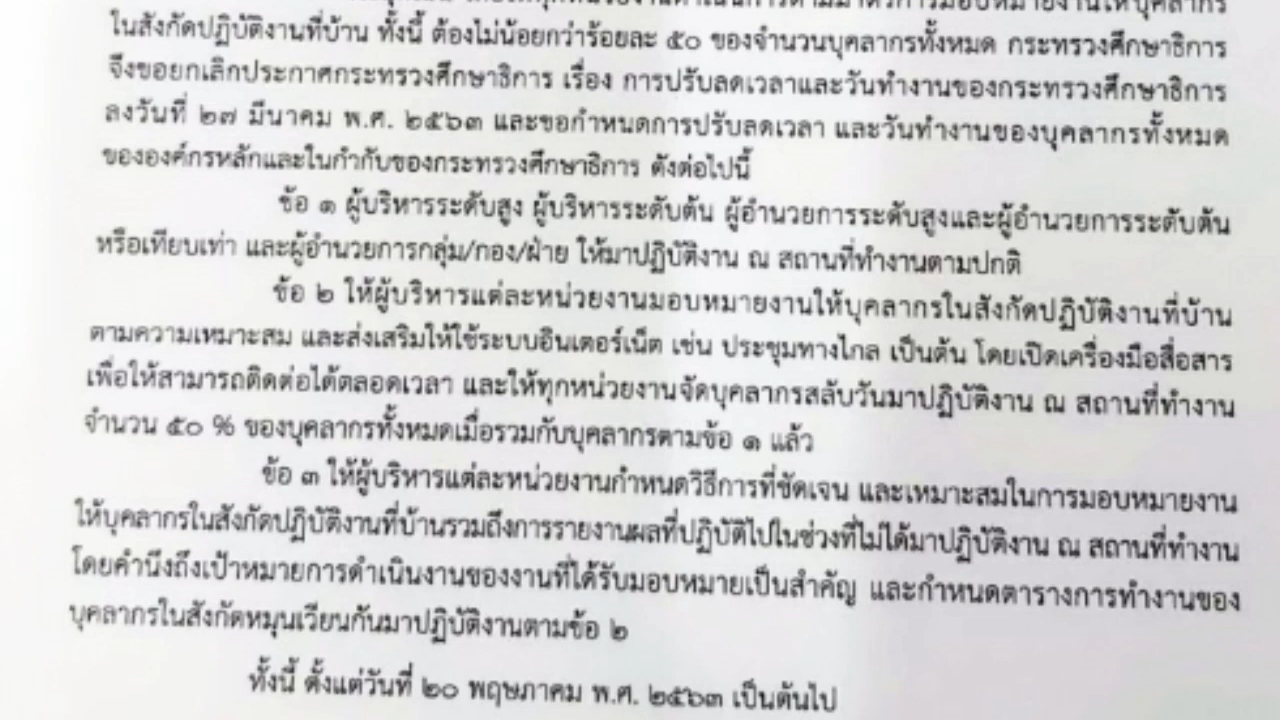 ให้ทุกหน่วยงานดำเนินการตามมาตรการมอบหมายงานให้บุคลากร
ในสังกัดปฏิบัติงานที่บ้าน ทั้งนี้ ต้องไม่น้อยกว่าร้อยละ ๕๐ ของจำนวนบุคลากรทั้งหมด กระทรวงศึกษาธิการ
จึงขอยกเลิกประกาศกระทรวงศึกษาธิการ เรื่อง การปรับลดเวลาและวันทำงานของกระทรวงศึกษาธิการ
ลงวันที่ ๒๗ มีนาคม พ.ศ. ๒๕๖๓ และขอกำหนดการปรับลดเวลา และวันทำงานของบุคลากรทั้งหมด
ขององค์กรหลักและในกำกับของกระทรวงศึกษาธิการ ดังต่อไปนี้
ข้อ ๑ ผู้บริหารระดับสูง ผู้บริหารระดับต้น ผู้อำนวยการระดับสูงและผู้อำนวยการระดับต้น
หรือเทียบเท่า และผู้อำนวยการกลุ่ม/กอง/ฝ่าย ให้มาปฏิบัติงาน ณ สถานที่ทำงานตามปกติ
ข้อ ๒ ให้ผู้บริหารแต่ละหน่วยงานมอบหมายงานให้บุคลากรในสังกัดปฏิบัติงานที่บ้าน
ตามความเหมาะสม และส่งเสริมให้ใช้ระบบอินเตอร์เน็ต เช่น ประชุมทางไกล เป็นต้น โดยเปิดเครื่องมือสื่อสาร
เพื่อให้สามารถติดต่อได้ตลอดเวลา และให้ทุกหน่วยงานจัดบุคลากรสลับวันมาปฏิบัติงาน ณ สถานที่ทำงาน
จำนวน ๕๐ % ของบุคลากรทั้งหมดเมื่อรวมกับบุคลากรตามข้อ ๑ แล้ว
ข้อ ๓ ให้ผู้บริหารแต่ละหน่วยงานกำหนดวิธีการที่ชัดเจน และเหมาะสมในการมอบหมายงาน
ให้บุคลากรในสังกัดปฏิบัติงานที่บ้านรวมถึงการรายงานผลที่ปฏิบัติไปในช่วงที่ไม่ได้มาปฏิบัติงาน ณ สถานที่ทำงาน
โดยคำนึงถึงเป้าหมายการดำเนินงานของงานที่ได้รับมอบหมายเป็นสำคัญ และกำหนดตารางการทำงานของ
บุคลากรในสังกัดหมุนเวียนกันมาปฏิบัติงานตามข้อ ๒
ทั้งนี้ ตั้งแต่วันที่ ๒๐ พฤษภาคม พ.ศ. ๒๕๖๓ เป็นต้นไป